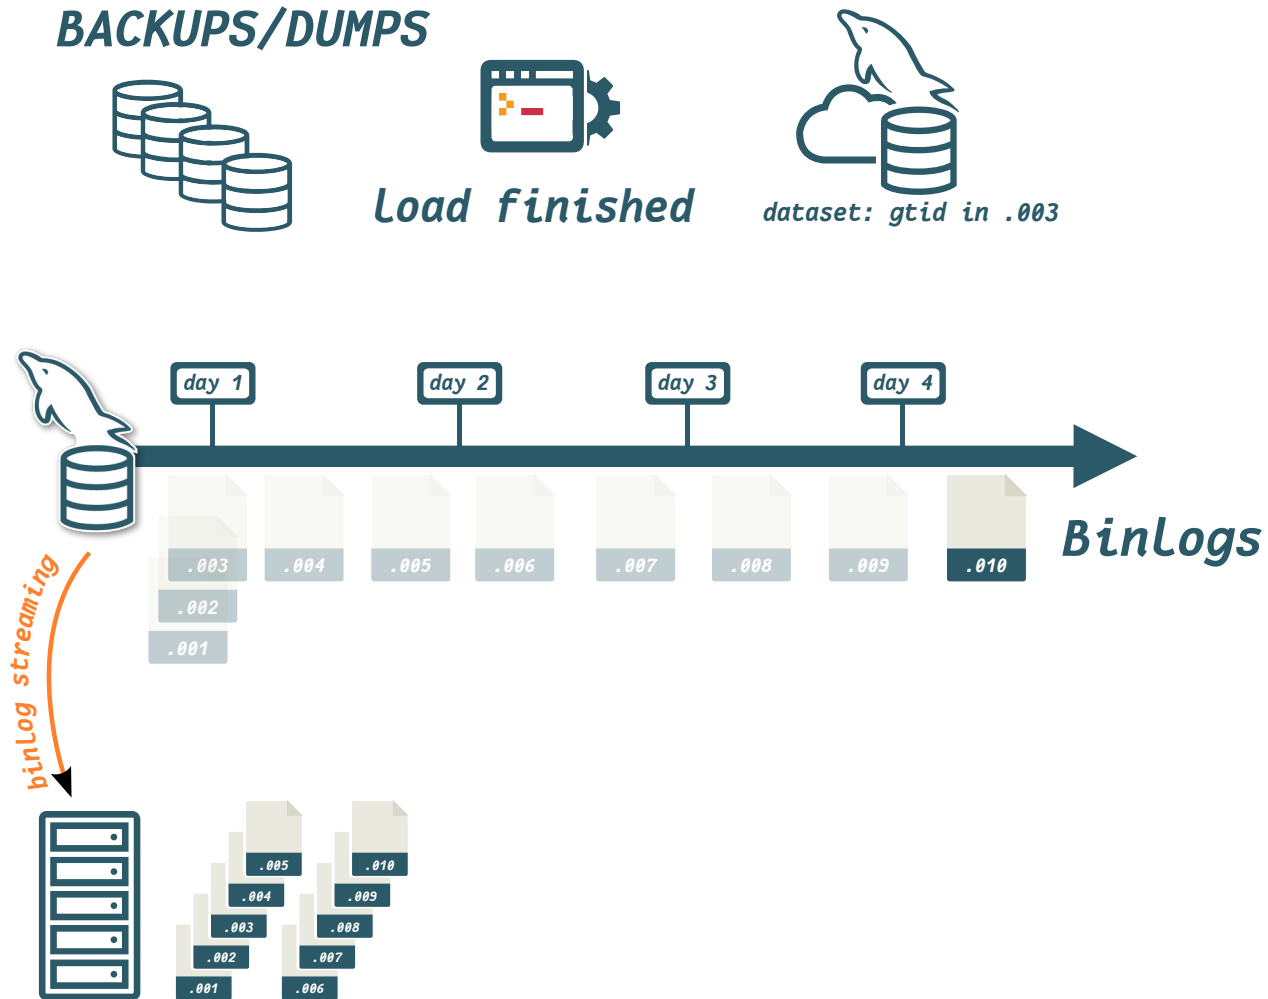 BACKUPS/DUMPS
load finished
dataset: gtid in .003
day 1
day 2
day 3
day 4
.003
.004
.005
.006
.007
.008
.009
.010
Binlogs
.002
.001
binlog streaming
.005
.004
.003
.002
.001
.010
.009
.008
.007
.006